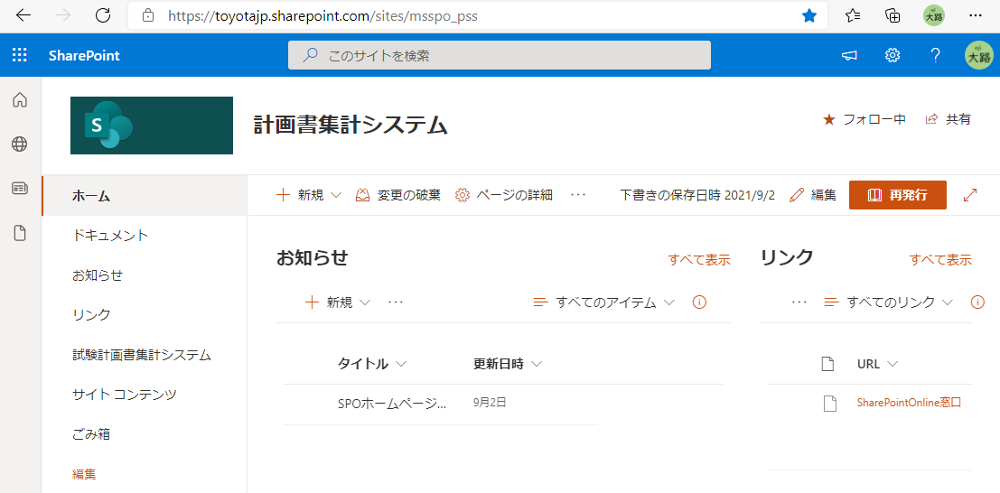 https://toyotajp.sharepoint.com/sites/msspo_pss
大路
SharePoint
このサイトを検索
?
大路
S
計画書集計システム
フォロー中
共有
ホーム
新規
変更の破棄
ページの詳細
...
下書きの保存日時 2021/9/2
編集
再発行
ドキュメント
お知らせ
リンク
試験計画書集計システム
サイト コンテンツ
ごみ箱
編集
お知らせ
すべて表示
新規
...
すべてのアイテム
タイトル
更新日時
SPOホームページ...
9月2日
リンク
すべて表示
...
すべてのリンク
URL
SharePointOnline窓口